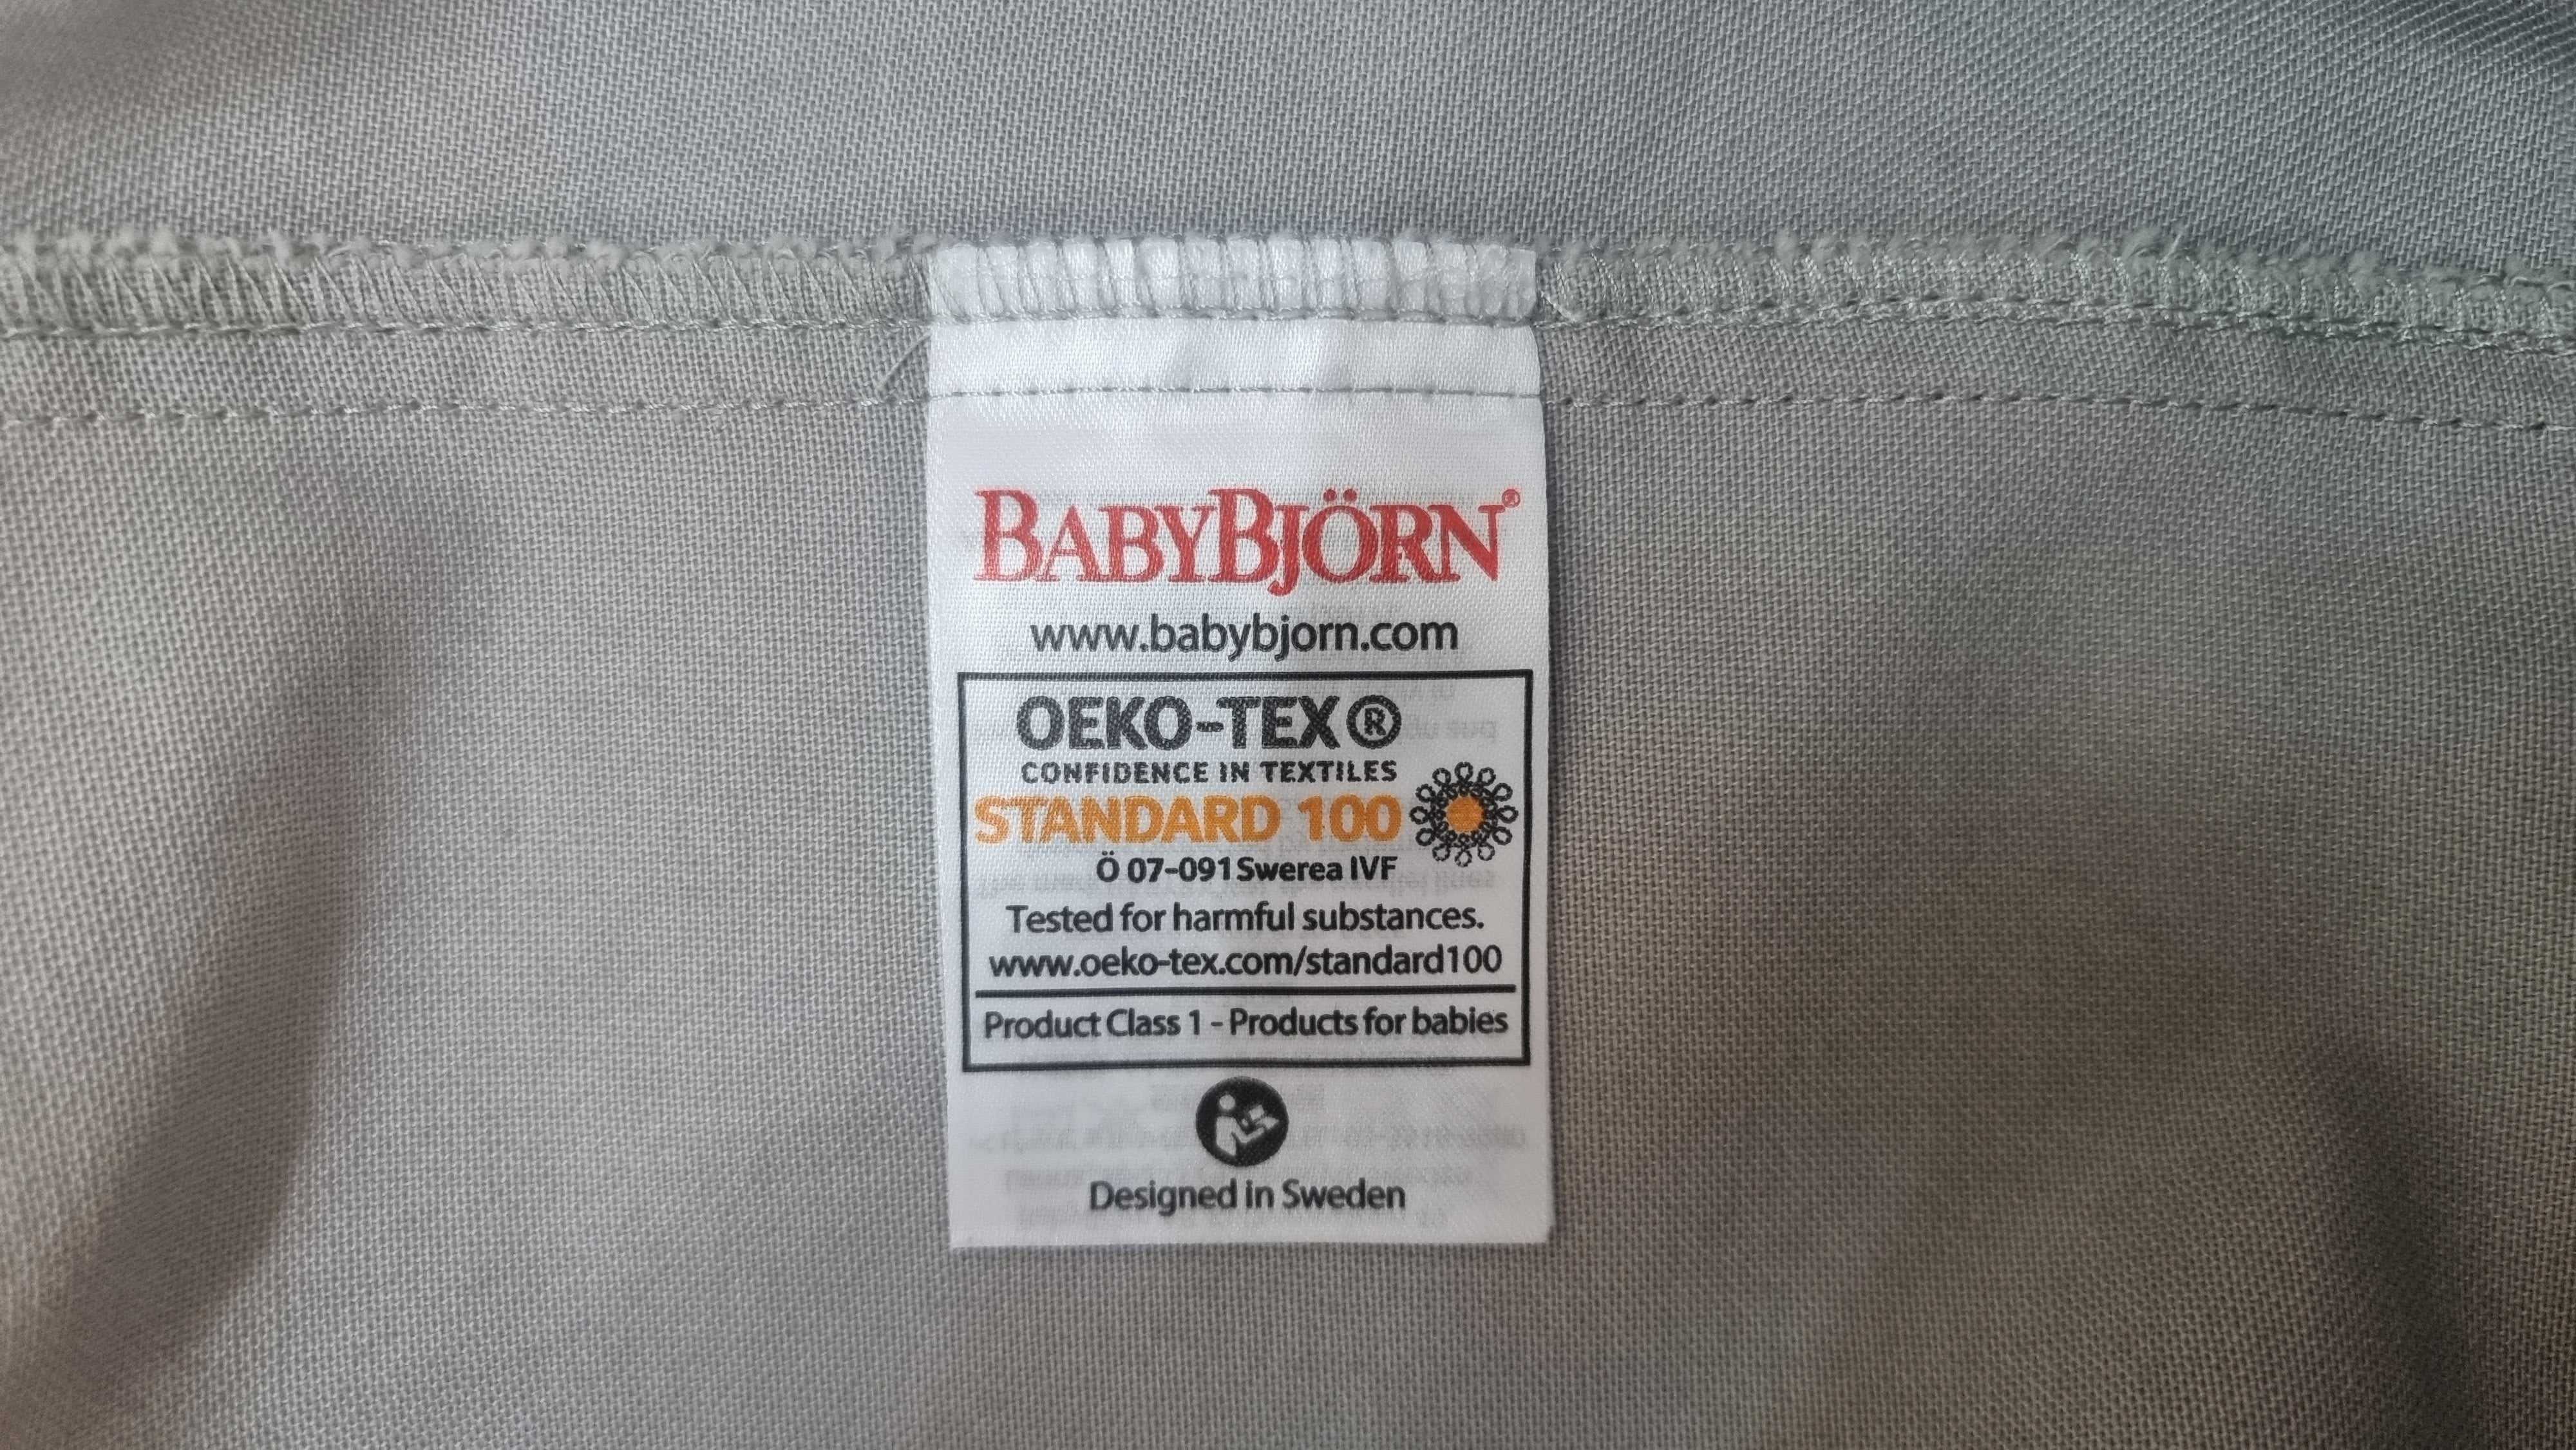 BABYBJÖRN®
www.babybjorn.com
OEKO-TEX®
CONFIDENCE IN TEXTILES
STANDARD 100
Ö 07-091 Swerea IVF
Tested for harmful substances.
www.oeko-tex.com/standard100
Product Class 1 - Products for babies
Designed in Sweden